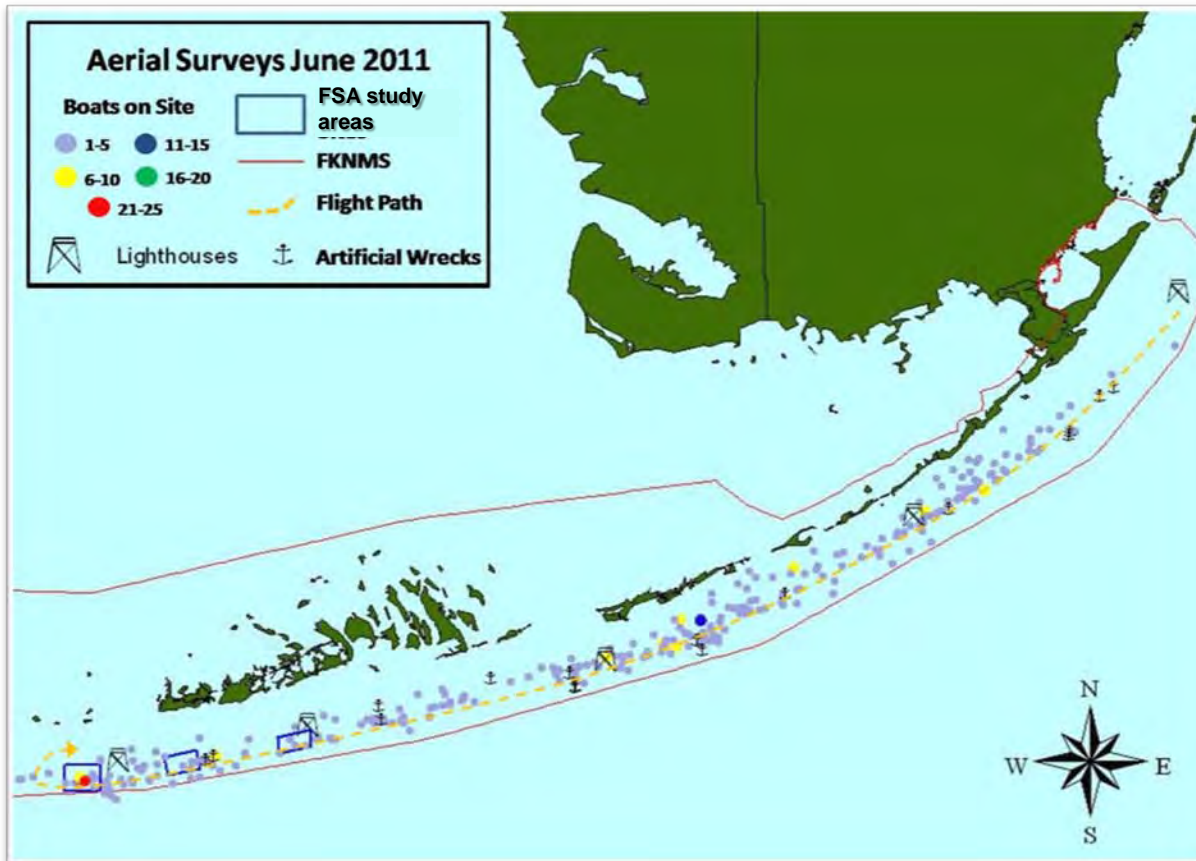 Aerial Surveys June 2011
Boats on Site
1-5
11-15
6-10
16-20
21-25
FSA study
areas
FKNMS
Flight Path
Lighthouses
Artificial Wrecks
N
W
E
S